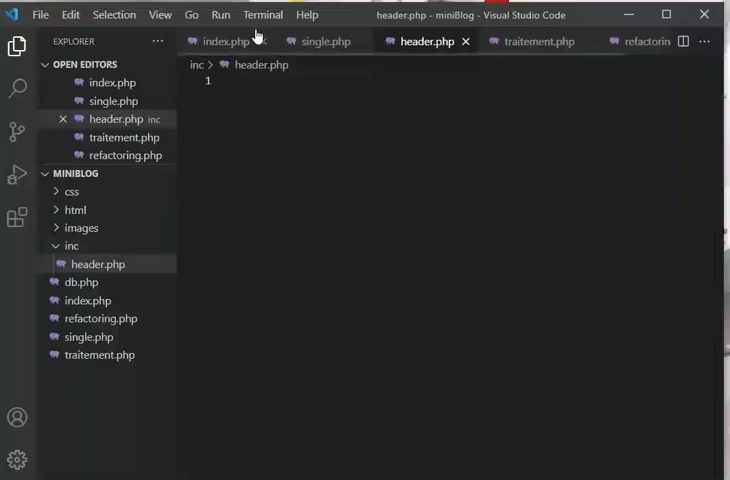 File Edit Selection View Go Run Terminal Help header.php - miniBlog - Visual Studio Code
EXPLORER
index.php single.php header.php traitement.php refactorin
OPEN EDITORS
inc > header.php
1
index.php
single.php
header.php inc
traitement.php
refactoring.php
MINIBLOG
css
html
images
inc
header.php
db.php
index.php
refactoring.php
single.php
traitement.php